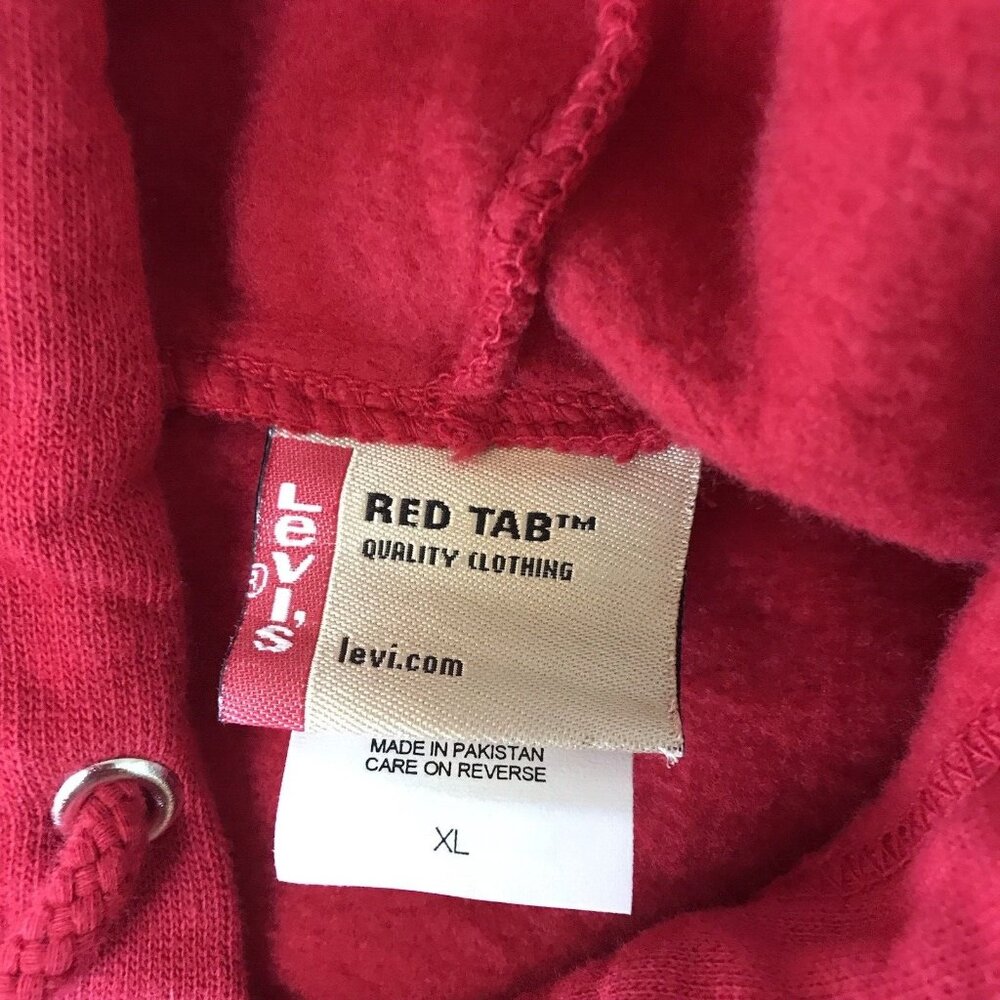 Levi's
®
RED TAB™
QUALITY CLOTHING
levi.com
MADE IN PAKISTAN
CARE ON REVERSE
XL